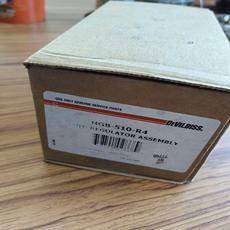 USE ONLY GENUINE SERVICE PARTS
DEVILBISS
HGB-510-R4
REGULATOR ASSEMBLY